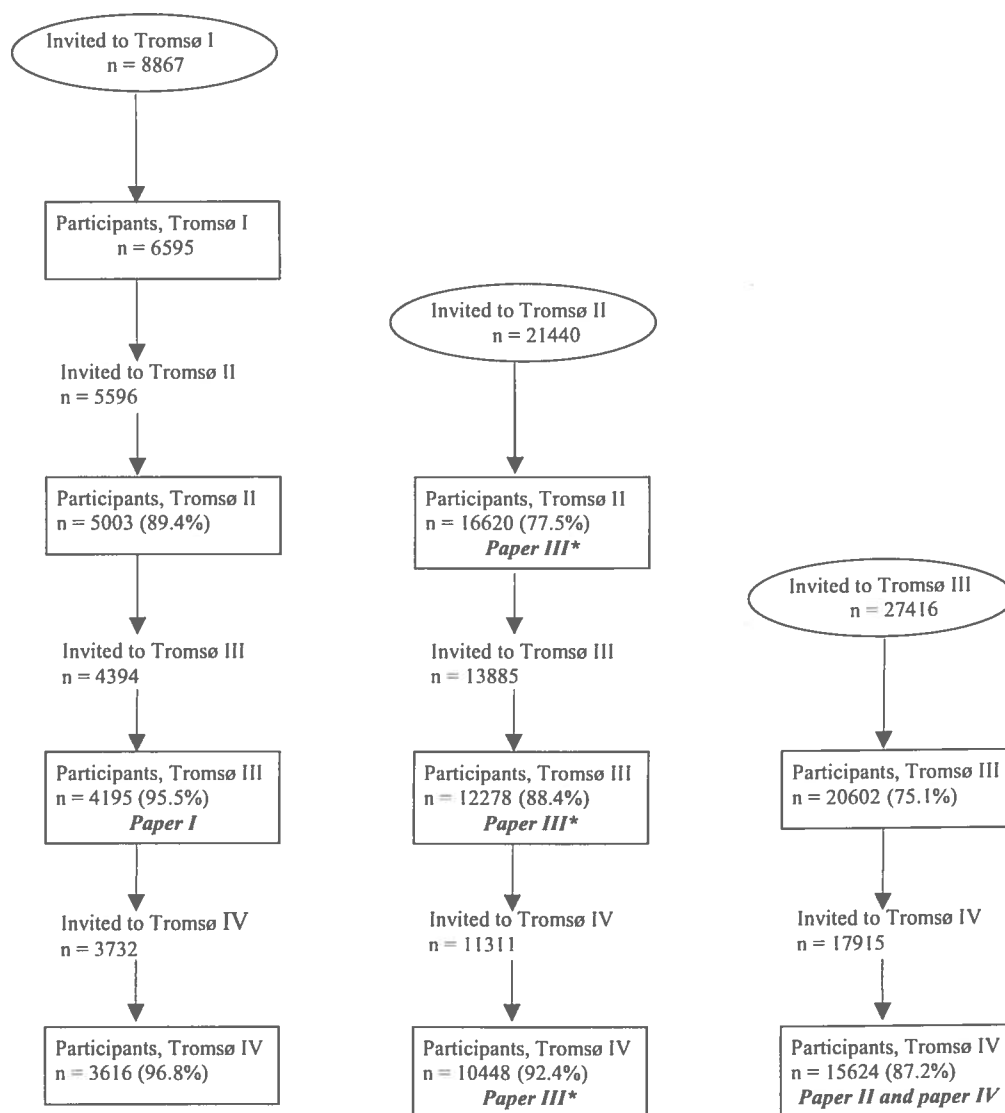 Invited to Tromsø I
n = 8867
Participants, Tromsø I
n = 6595
Invited to Tromsø II
n = 5596
Participants, Tromsø II
n = 5003 (89.4%)
Invited to Tromsø III
n = 4394
Participants, Tromsø III
n = 4195 (95.5%)
Paper I
Invited to Tromsø IV
n = 3732
Participants, Tromsø IV
n = 3616 (96.8%)
Invited to Tromsø II
n = 21440
Participants, Tromsø II
n = 16620 (77.5%)
Paper III*
Invited to Tromsø III
n = 13885
Participants, Tromsø III
n = 12278 (88.4%)
Paper III*
Invited to Tromsø IV
n = 11311
Participants, Tromsø IV
n = 10448 (92.4%)
Paper III*
Invited to Tromsø III
n = 27416
Participants, Tromsø III
n = 20602 (75.1%)
Invited to Tromsø IV
n = 17915
Participants, Tromsø IV
n = 15624 (87.2%)
Paper II and paper IV